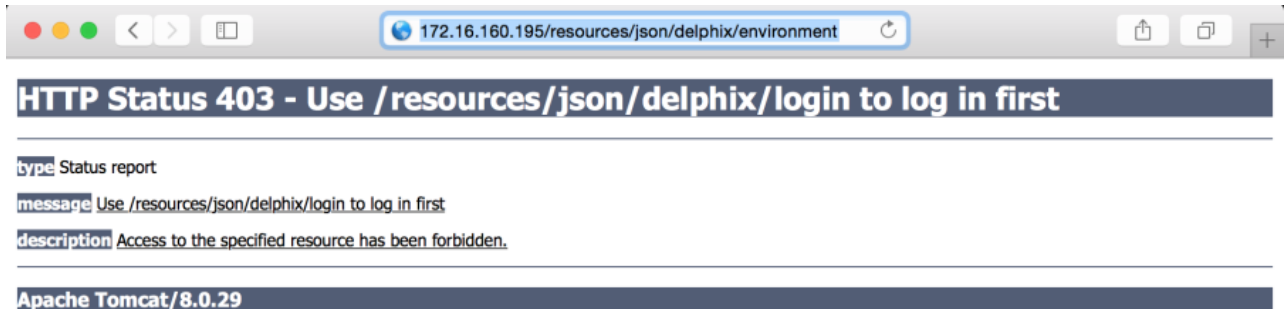 172.16.160.195/resources/json/delphix/environment
HTTP Status 403 - Use /resources/json/delphix/login to log in first
type Status report
message Use /resources/json/delphix/login to log in first
description Access to the specified resource has been forbidden.
Apache Tomcat/8.0.29